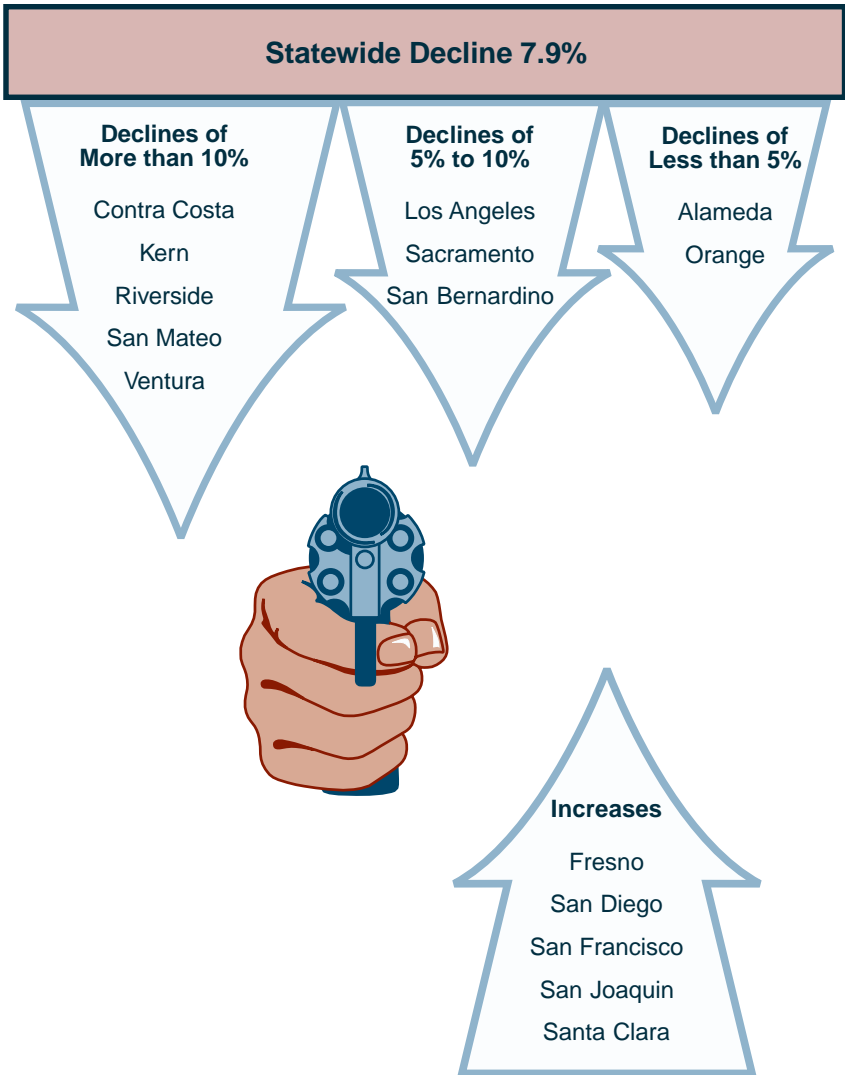 Statewide Decline 7.9%
Declines of
More than 10%
Contra Costa
Kern
Riverside
San Mateo
Ventura
Declines of
5% to 10%
Los Angeles
Sacramento
San Bernardino
Declines of
Less than 5%
Alameda
Orange
Increases
Fresno
San Diego
San Francisco
San Joaquin
Santa Clara